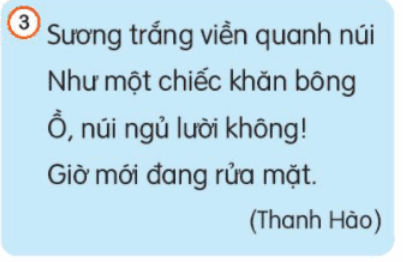 3
Sương trắng viền quanh núi
Như một chiếc khăn bông
Ồ, núi ngủ lười không!
Giờ mới đang rửa mặt.
(Thanh Hào)